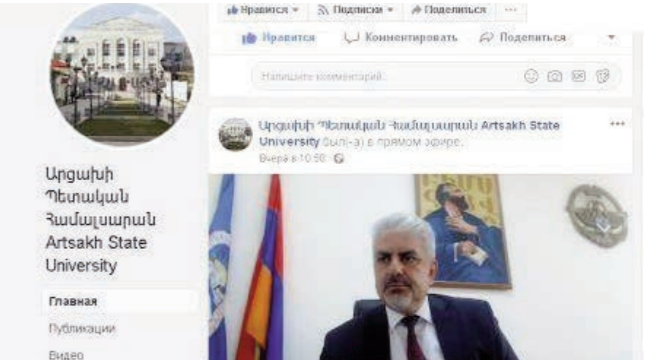 Нравится
Подписки
Поделиться
Нравится
Комментировать
Поделиться
Напишите комментарий...
Արցախի Պետական Համալսարան Artsakh State
University был(-а) в прямом эфире.
Вчера в 10:50
Արցախի
Պետական
Համալսարան
Artsakh State
University
Главная
Публикации
Видео